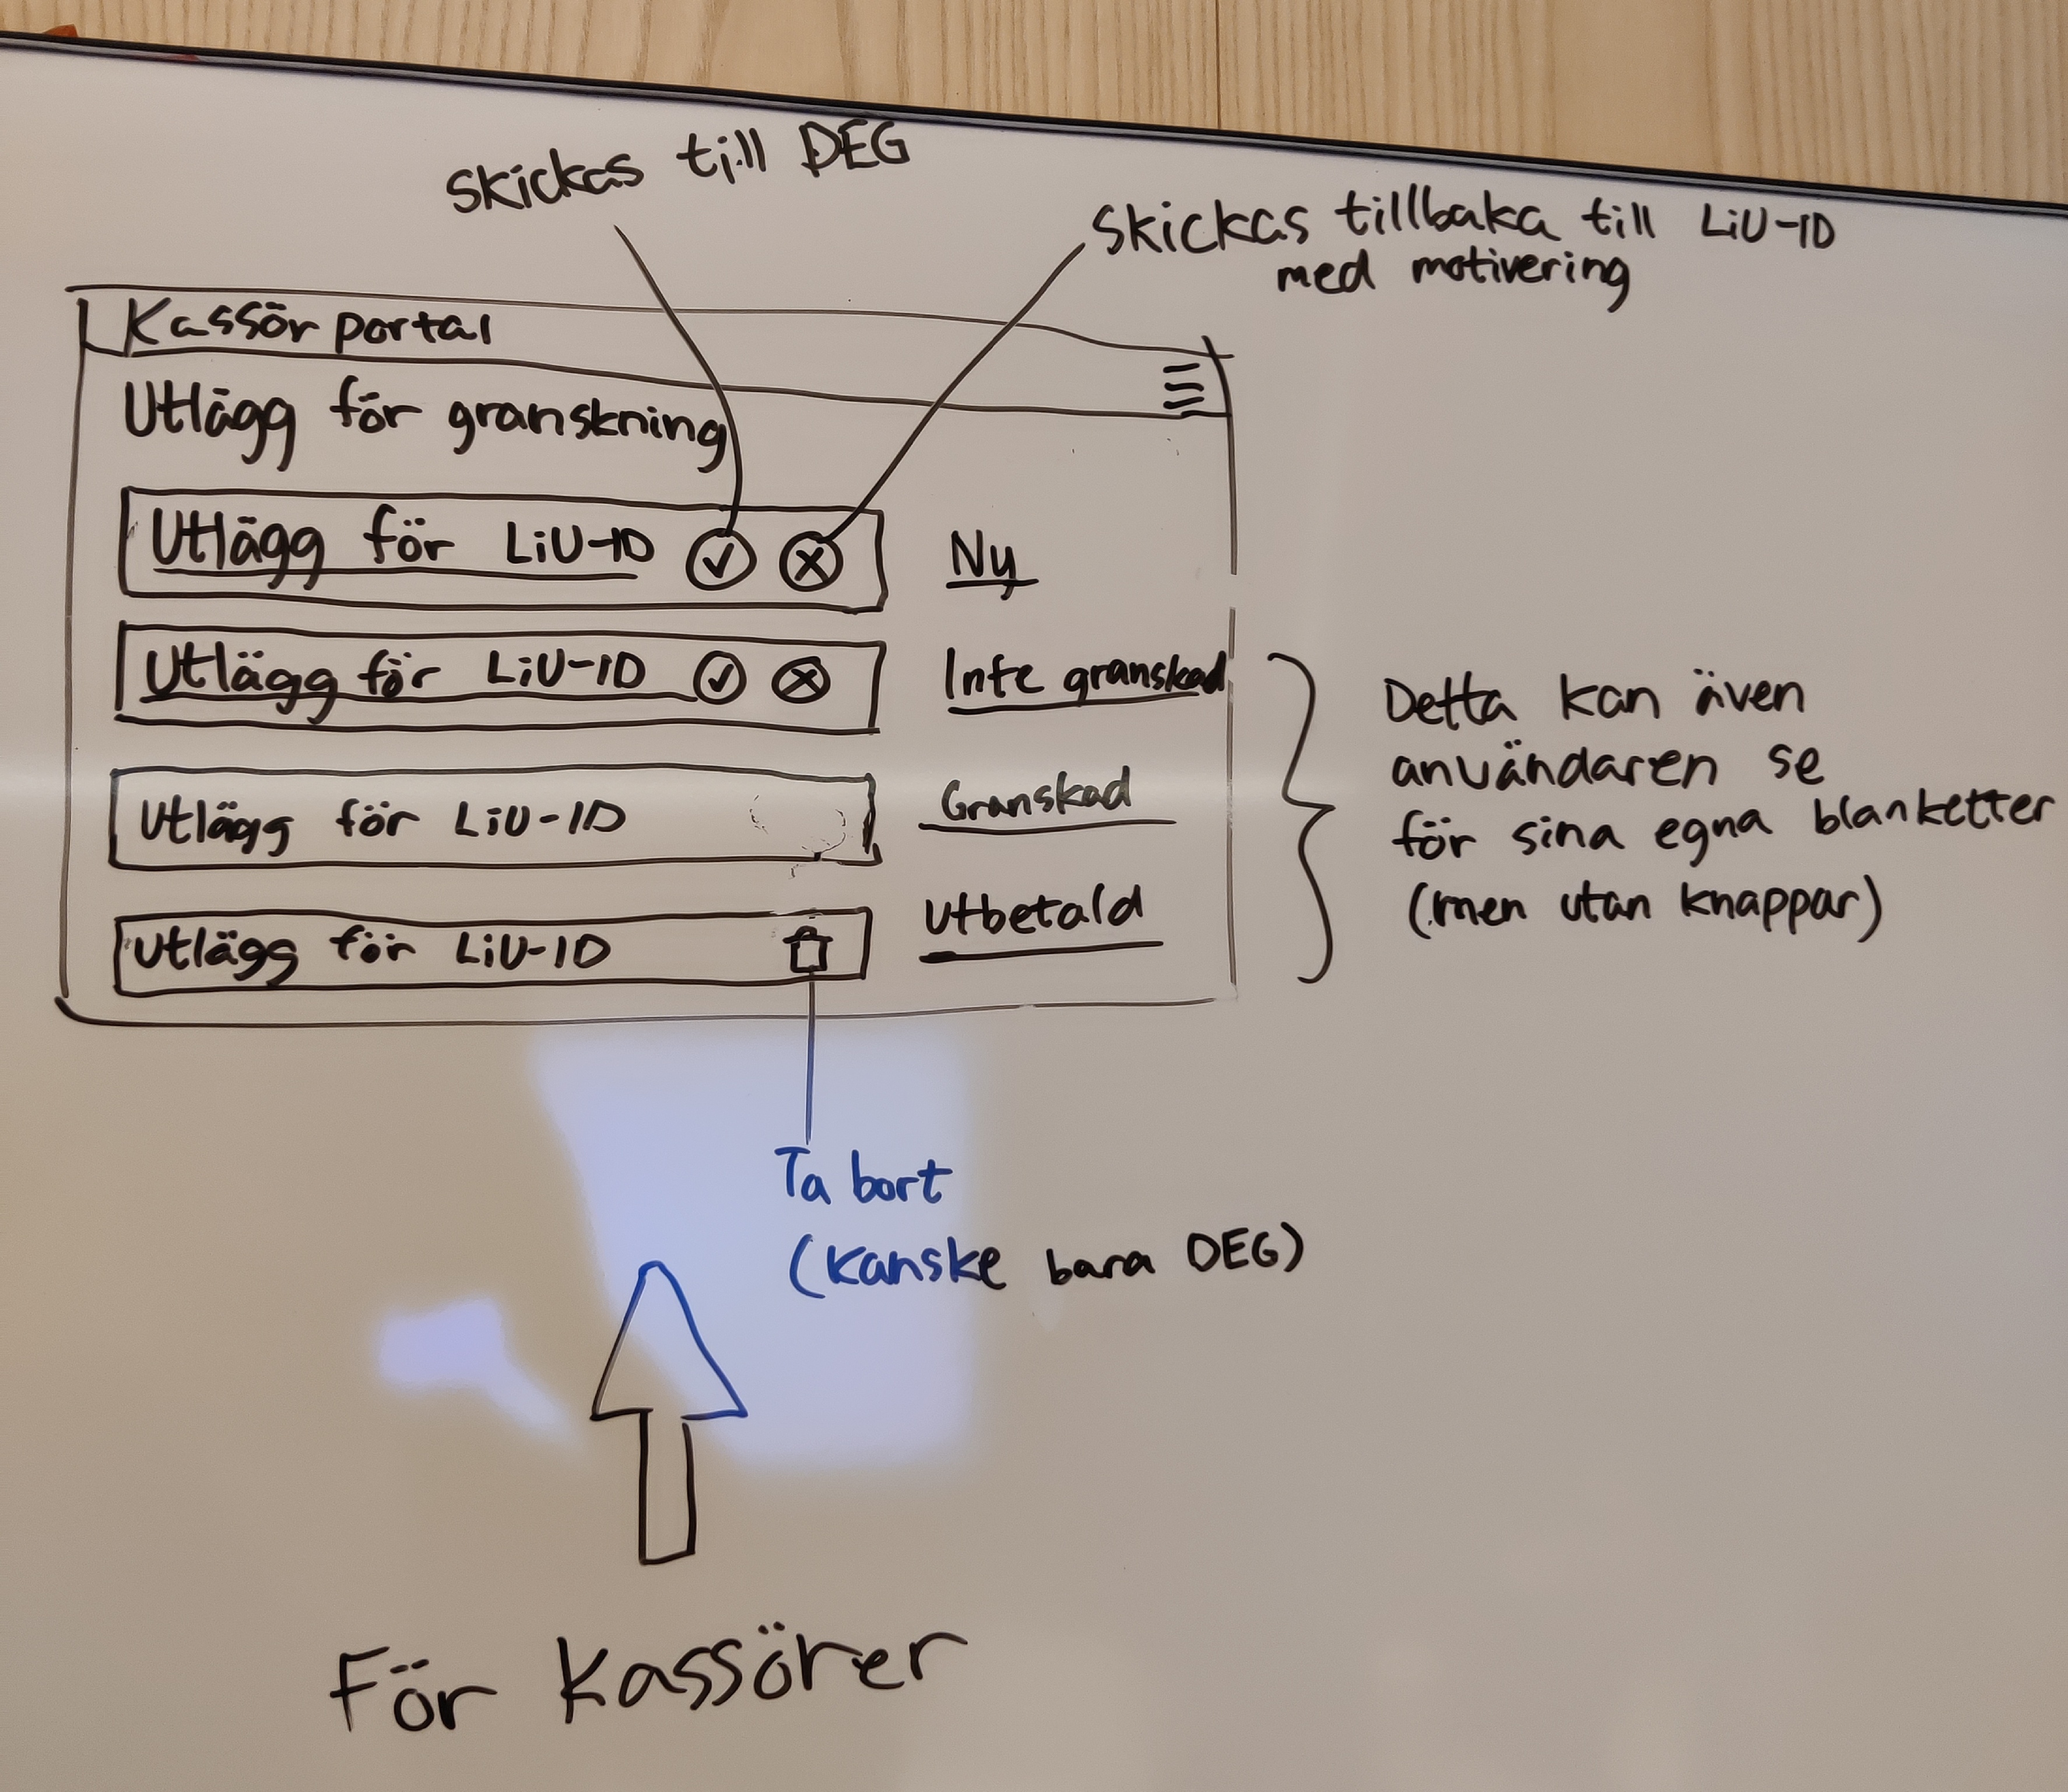 Skickas till DEG
Skickas tillbaka till LiU-ID
med motivering
Kassör portal
Utlägg för granskning
Utlägg för LiU-ID
Ny
Utlägg för LiU-ID
Inte granskad
Utlägg för LiU-ID
Granskad
Utlägg för LiU-ID
Utbetald
Detta kan även
användaren se
för sina egna blanketter
(men utan knappar)
Ta bort
(Kanske bara DEG)
För Kassörer